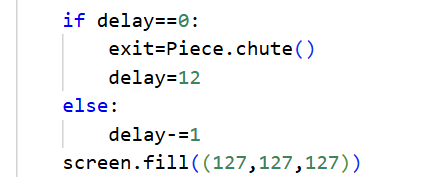 if delay==0:
    exit=Piece.chute()
    delay=12
else:
    delay-=1
screen.fill((127,127,127))